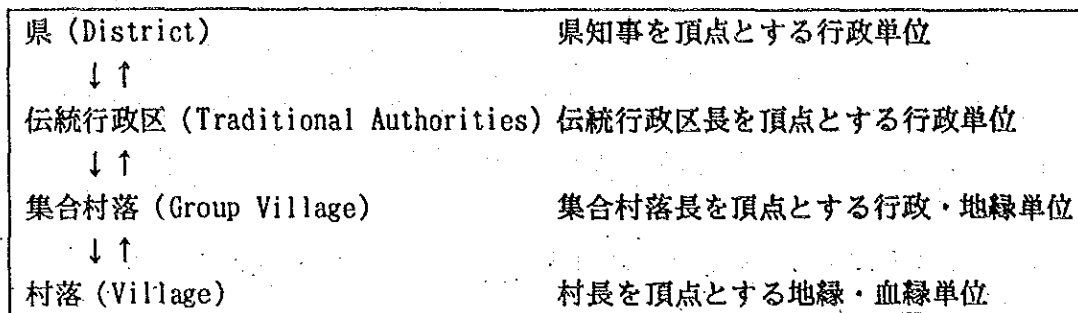 県 (District) 県知事を頂点とする行政単位
↓ ↑
伝統行政区 (Traditional Authorities) 伝統行政区長を頂点とする行政単位
↓ ↑
集合村落 (Group Village) 集合村落長を頂点とする行政・地縁単位
↓ ↑
村落 (Village) 村長を頂点とする地縁・血縁単位